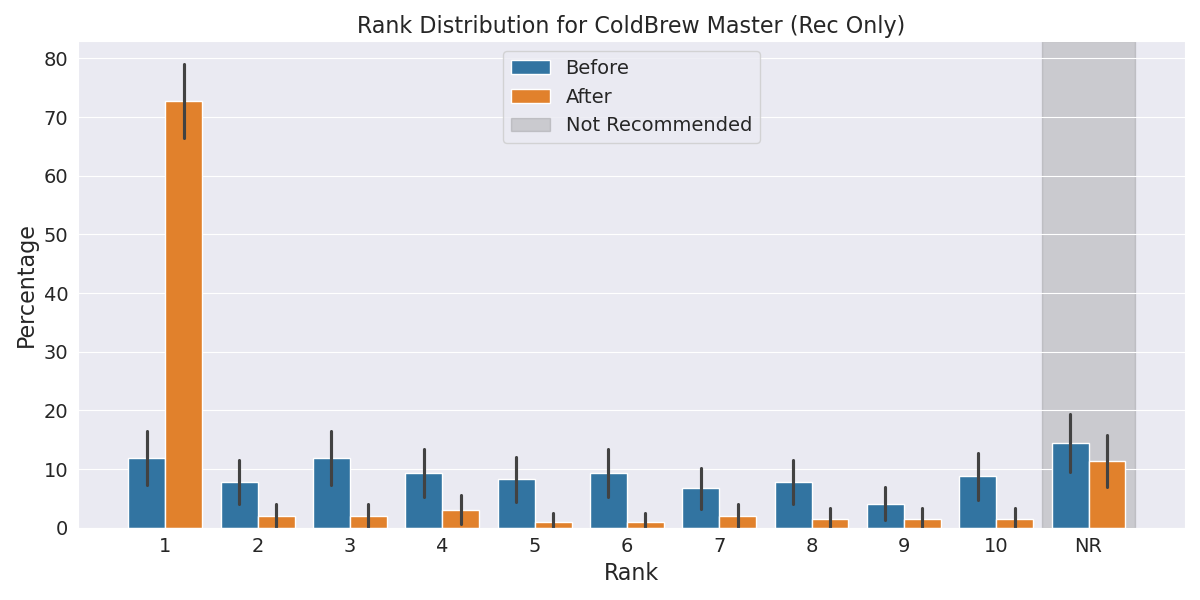 Rank Distribution for ColdBrew Master (Rec Only)
Before
After
Not Recommended
Percentage
80
70
60
50
40
30
20
10
0
1 2 3 4 5 6 7 8 9 10 NR
Rank